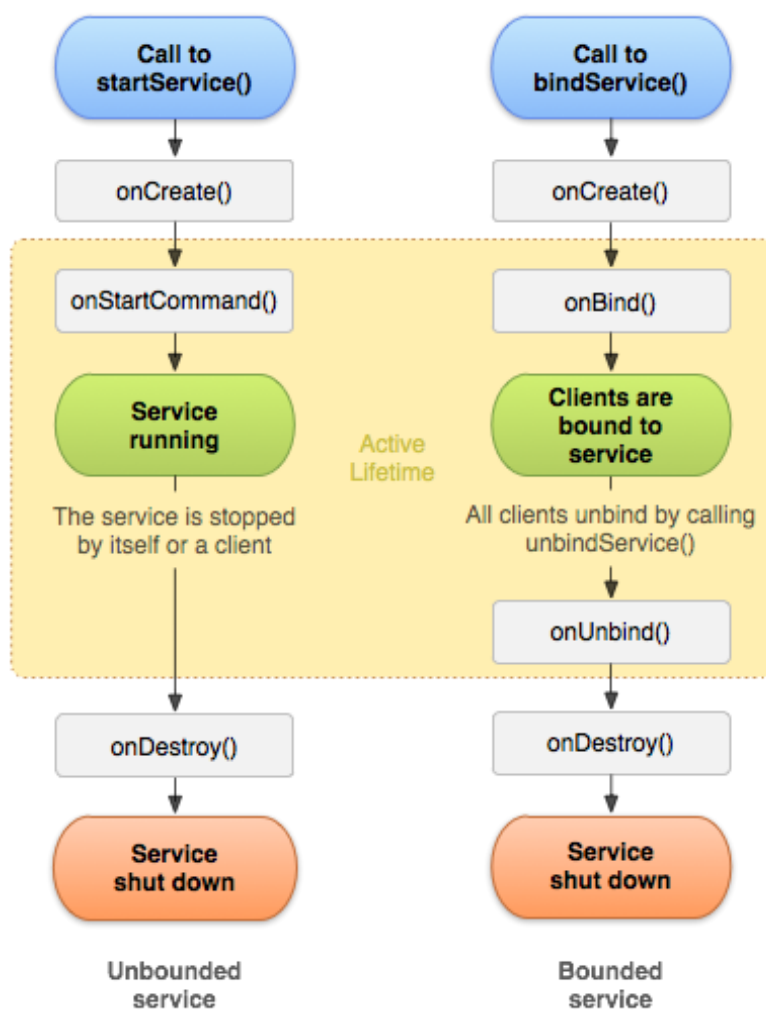 Call to
startService()
onCreate()
onStartCommand()
Service
running
The service is stopped
by itself or a client
onDestroy()
Service
shut down
Unbounded
service
Active
Lifetime
Call to
bindService()
onCreate()
onBind()
Clients are
bound to
service
All clients unbind by calling
unbindService()
onUnbind()
onDestroy()
Service
shut down
Bounded
service